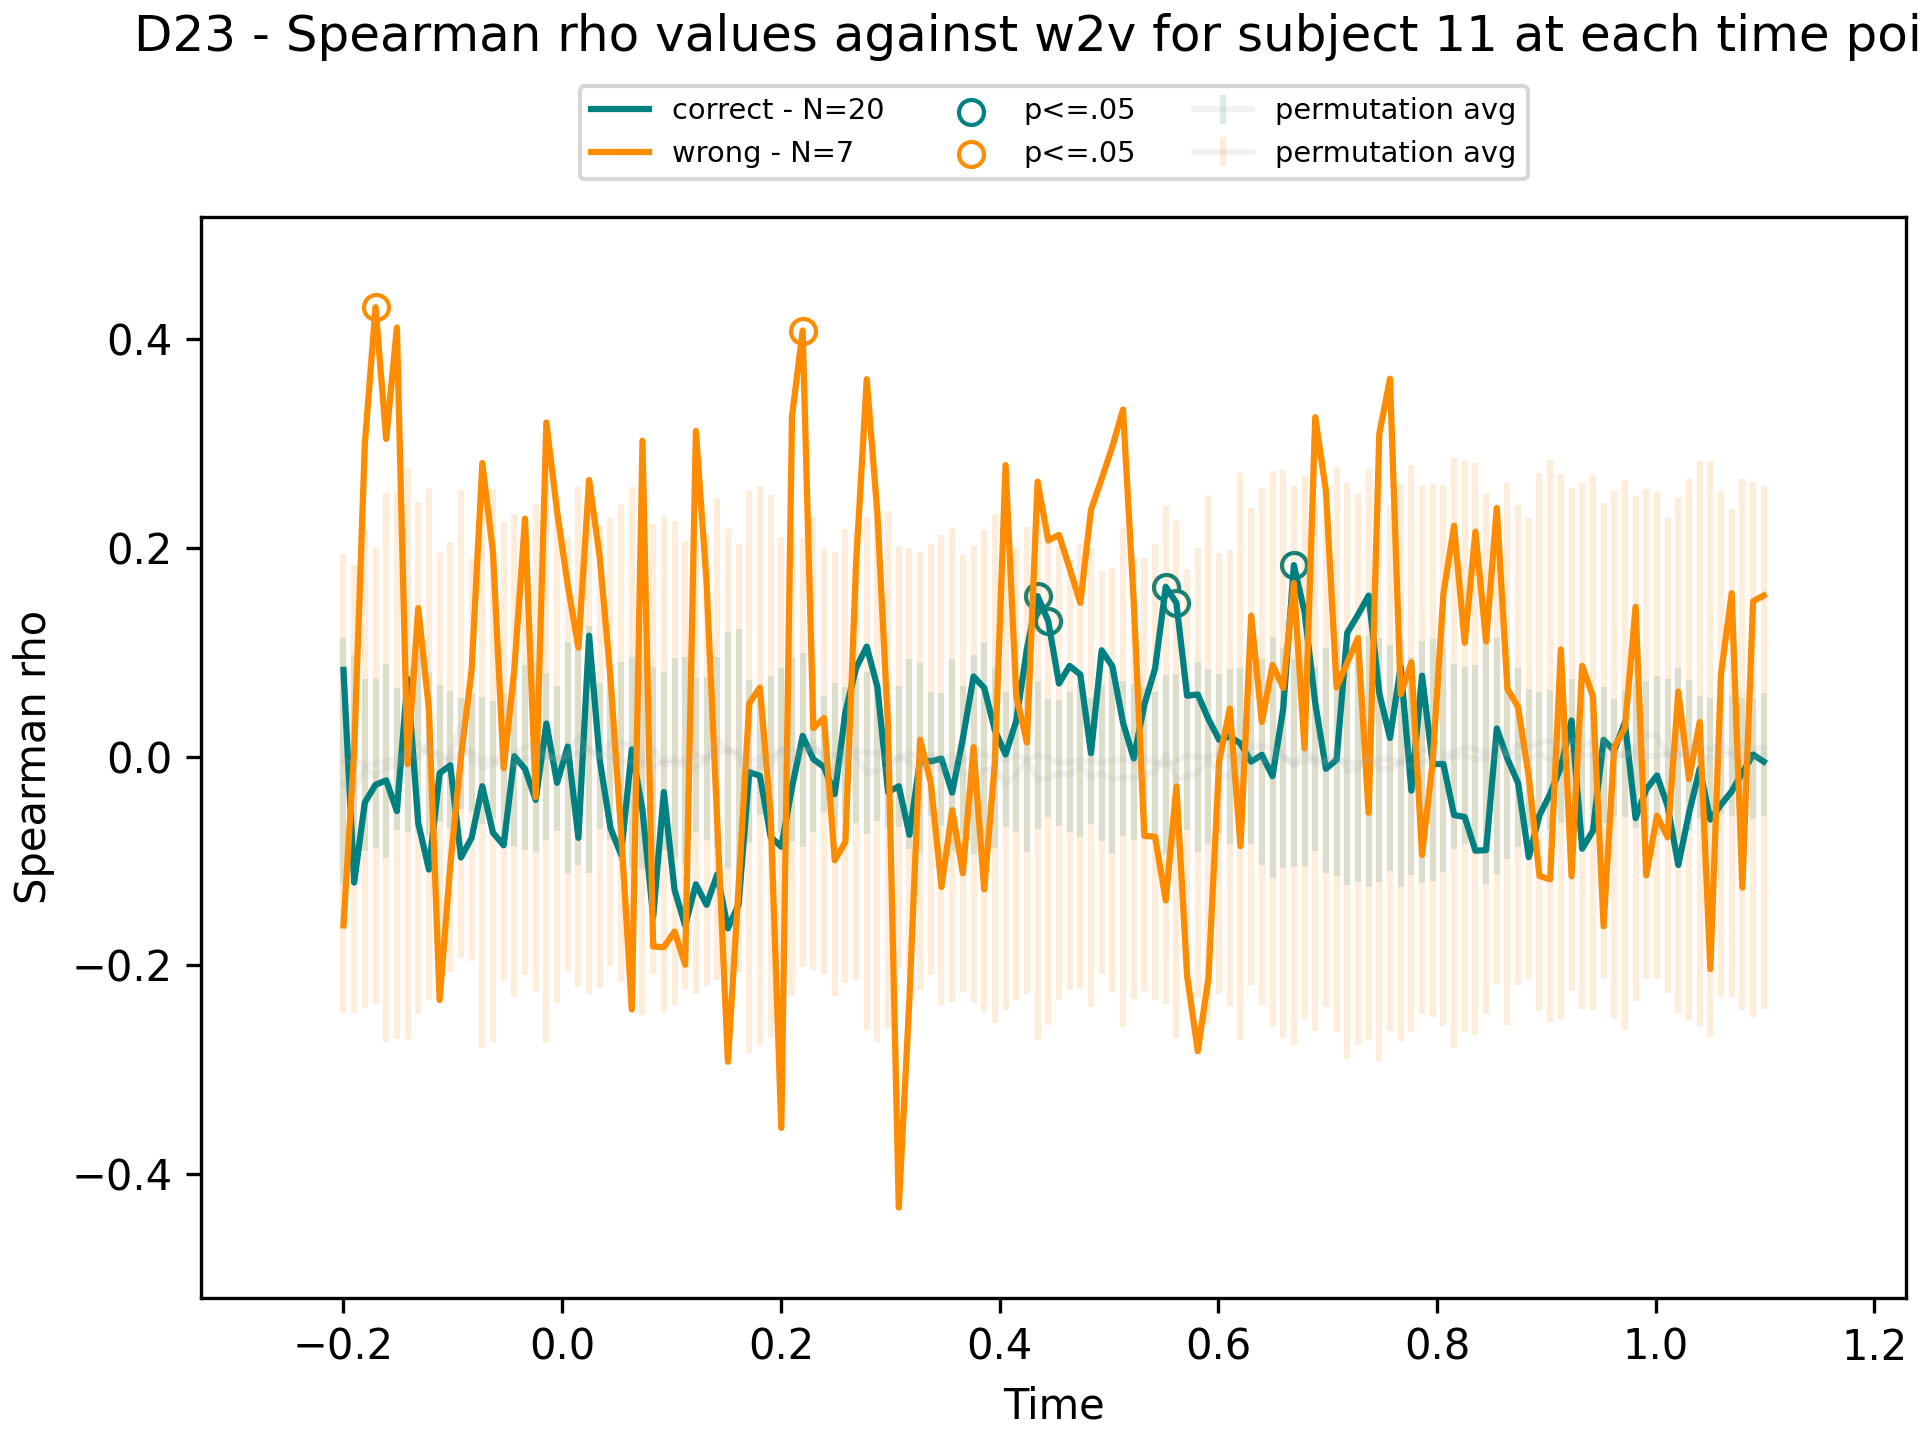 D23 - Spearman rho values against w2v for subject 11 at each time poi
correct - N=20
wrong - N=7
p<=.05
p<=.05
permutation avg
permutation avg
Spearman rho
0.4
0.2
0.0
−0.2
−0.4
−0.2 0.0 0.2 0.4 0.6 0.8 1.0 1.2
Time